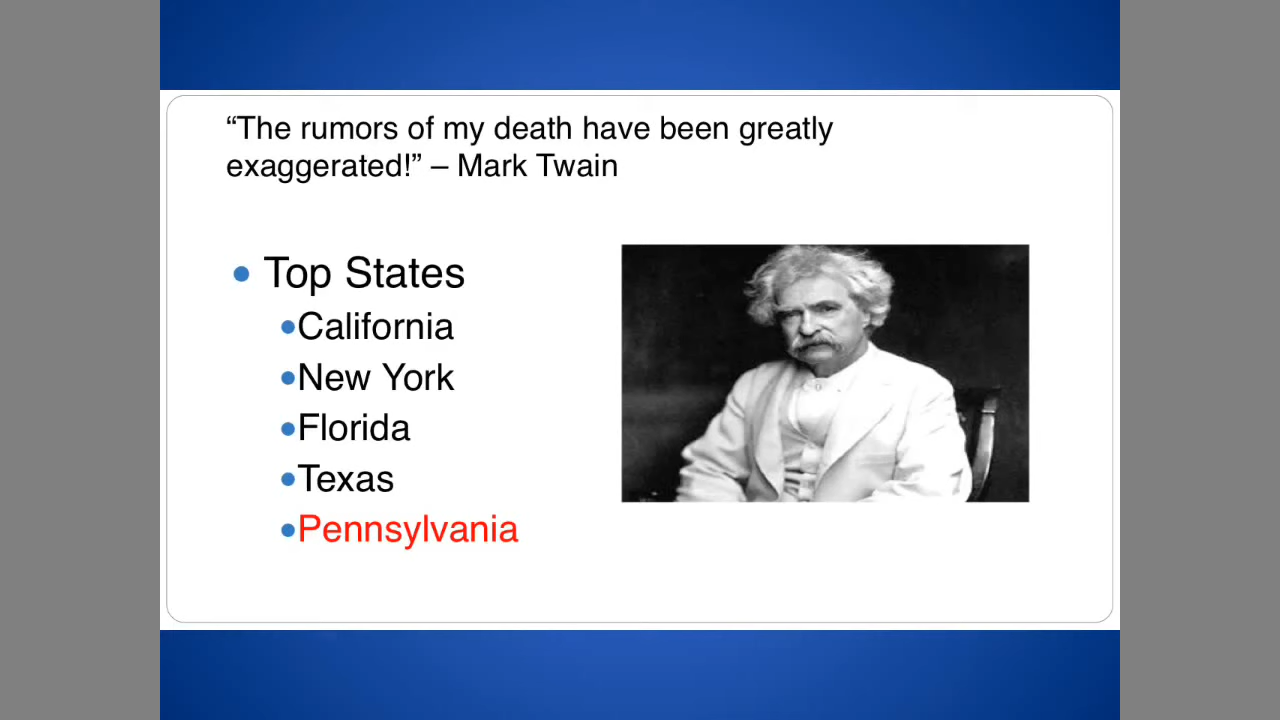 “The rumors of my death have been greatly
exaggerated!” – Mark Twain
Top States
California
New York
Florida
Texas
Pennsylvania